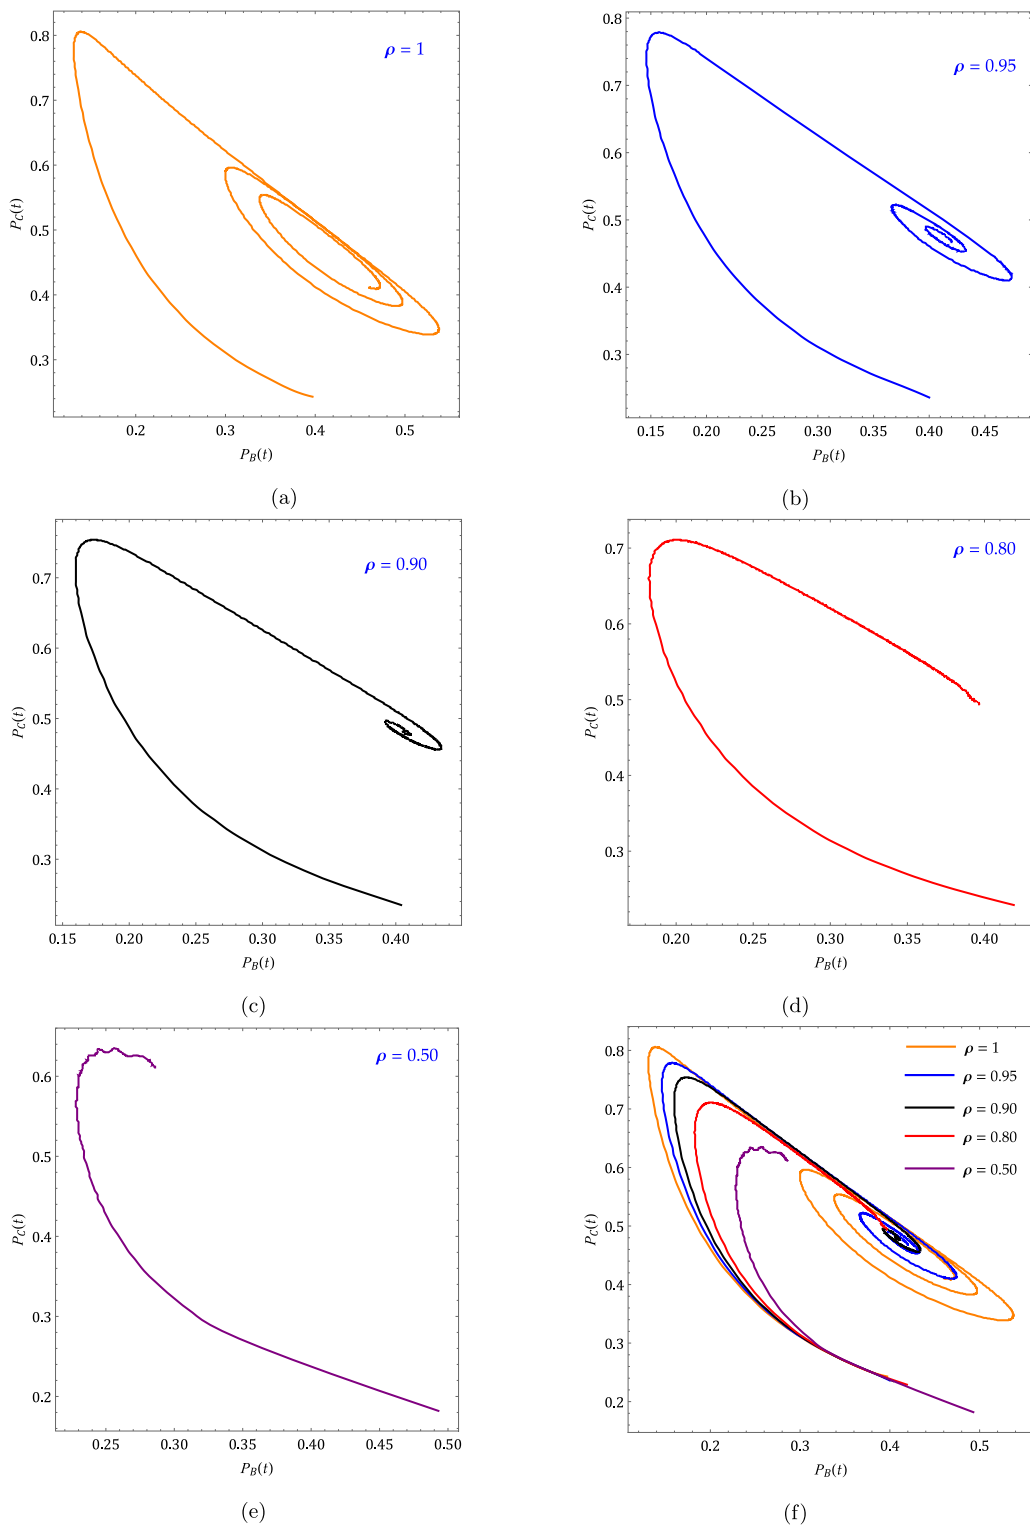 ρ = 1
0.8
0.7
0.6
0.5
0.4
0.3
P_C(t)
0.2 0.3 0.4 0.5
P_B(t)
(a)
ρ = 0.95
0.8
0.7
0.6
0.5
0.4
0.3
P_C(t)
0.15 0.20 0.25 0.30 0.35 0.40 0.45
P_B(t)
(b)
ρ = 0.90
0.7
0.6
0.5
0.4
0.3
P_C(t)
0.15 0.20 0.25 0.30 0.35 0.40
P_B(t)
(c)
ρ = 0.80
0.7
0.6
0.5
0.4
0.3
P_C(t)
0.20 0.25 0.30 0.35 0.40
P_B(t)
(d)
ρ = 0.50
0.6
0.5
0.4
0.3
0.2
P_C(t)
0.25 0.30 0.35 0.40 0.45 0.50
P_B(t)
(e)
ρ = 1
ρ = 0.95
ρ = 0.90
ρ = 0.80
ρ = 0.50
0.8
0.7
0.6
0.5
0.4
0.3
0.2
P_C(t)
0.2 0.3 0.4 0.5
P_B(t)
(f)